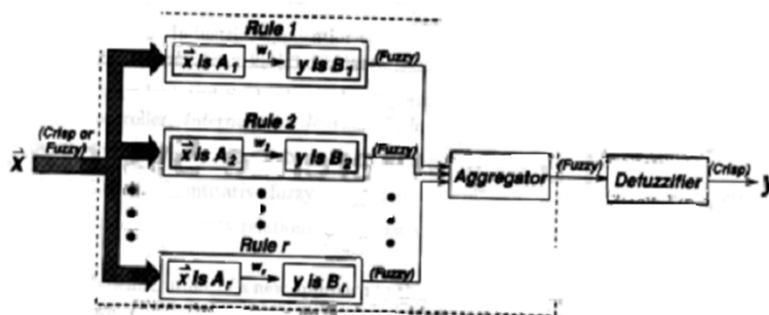 Rule 1
x⃗ is A₁ w₁ y is B₁ (Fuzzy)
Rule 2
(Crisp or Fuzzy)
x⃗
x⃗ is A₂ w₂ y is B₂ (Fuzzy)
Aggregator (Fuzzy) Defuzzifier (Crisp) y
Rule r
x⃗ is Aᵣ wᵣ y is Bᵣ (Fuzzy)